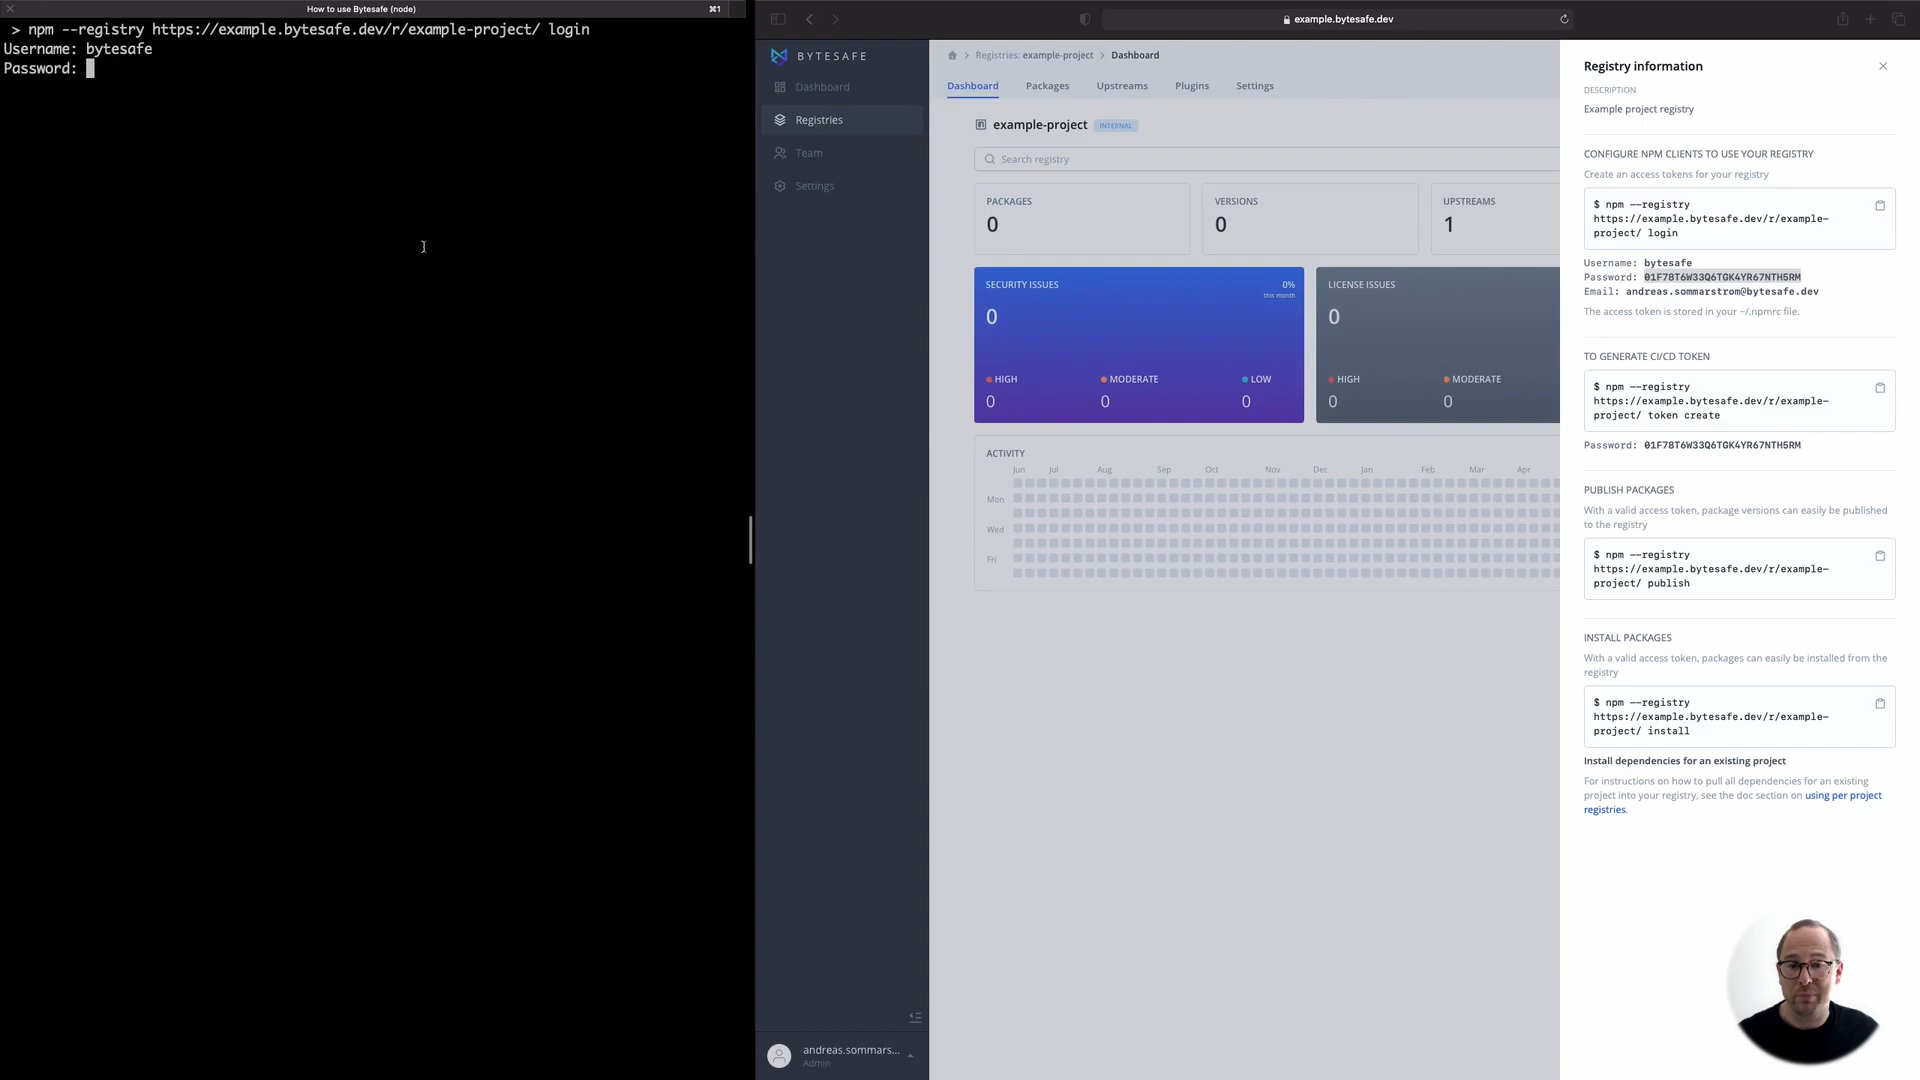 How to use Bytesafe (node)
⌘1
> npm --registry https://example.bytesafe.dev/r/example-project/ login
Username: bytesafe
Password:
example.bytesafe.dev
BYTESAFE
Dashboard
Registries
Team
Settings
andreas.sommars...
Admin
Registries: example-project > Dashboard
Dashboard Packages Upstreams Plugins Settings
example-project INTERNAL
Search registry
PACKAGES
0
VERSIONS
0
UPSTREAMS
1
SECURITY ISSUES
0%
this month
0
HIGH MODERATE LOW
0 0 0
LICENSE ISSUES
0
HIGH MODERATE
0 0
ACTIVITY
Jun Jul Aug Sep Oct Nov Dec Jan Feb Mar Apr
Mon
Wed
Fri
Registry information
DESCRIPTION
Example project registry
CONFIGURE NPM CLIENTS TO USE YOUR REGISTRY
Create an access tokens for your registry
$ npm --registry
https://example.bytesafe.dev/r/example-
project/ login
Username: bytesafe
Password: 01F78T6W33Q6TGK4YR67NTH5RM
Email: andreas.sommarstrom@bytesafe.dev
The access token is stored in your ~/.npmrc file.
TO GENERATE CI/CD TOKEN
$ npm --registry
https://example.bytesafe.dev/r/example-
project/ token create
Password: 01F78T6W33Q6TGK4YR67NTH5RM
PUBLISH PACKAGES
With a valid access token, package versions can easily be published
to the registry
$ npm --registry
https://example.bytesafe.dev/r/example-
project/ publish
INSTALL PACKAGES
With a valid access token, packages can easily be installed from the
registry
$ npm --registry
https://example.bytesafe.dev/r/example-
project/ install
Install dependencies for an existing project
For instructions on how to pull all dependencies for an existing
project into your registry, see the doc section on using per project
registries.